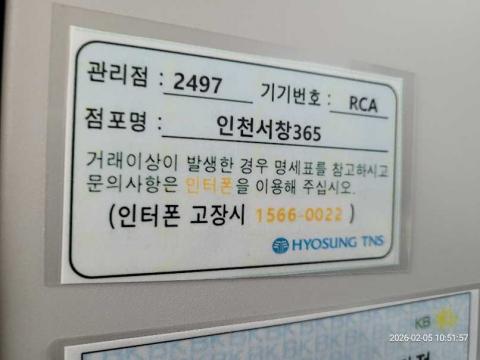 관리점 : 2497 기기번호 : RCA
점포명 : 인천서창365
거래이상이 발생한 경우 명세표를 참고하시고
문의사항은 인터폰을 이용해 주십시오.
(인터폰 고장시 1566-0022 )
HYOSUNG TNS
KB
2026-02-05 10:51:57